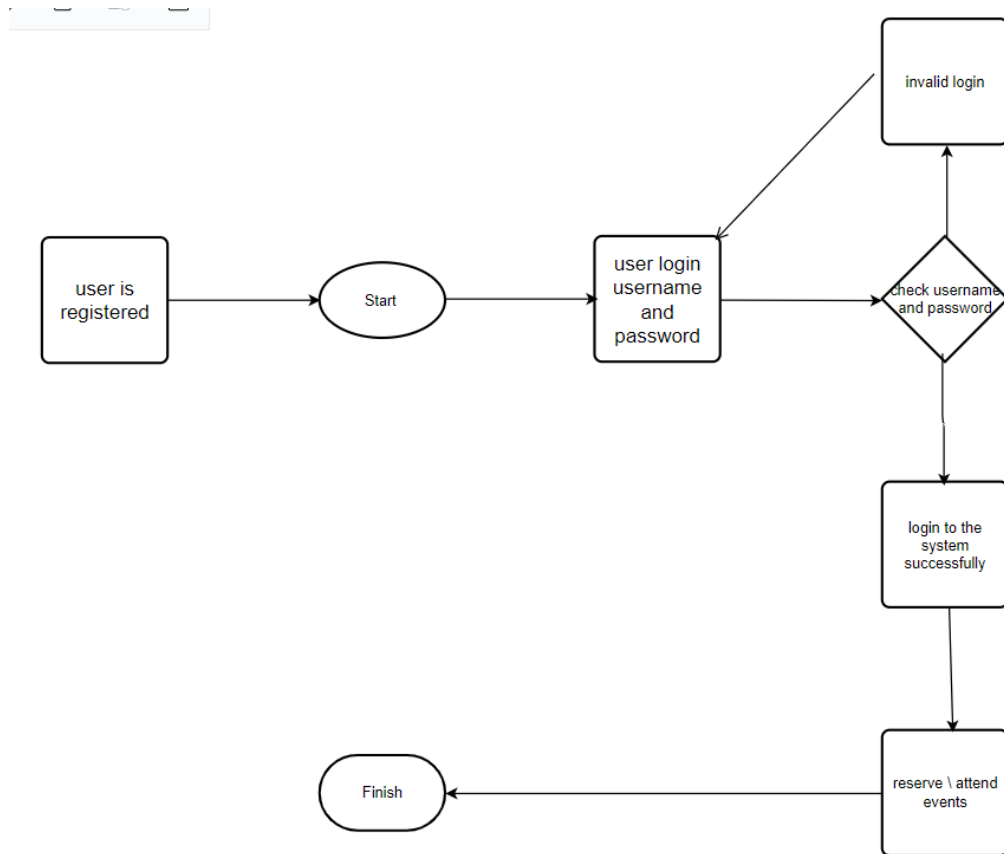 invalid login
user is
registered
Start
user login
username
and
password
check username
and password
login to the
system
successfully
reserve \ attend
events
Finish